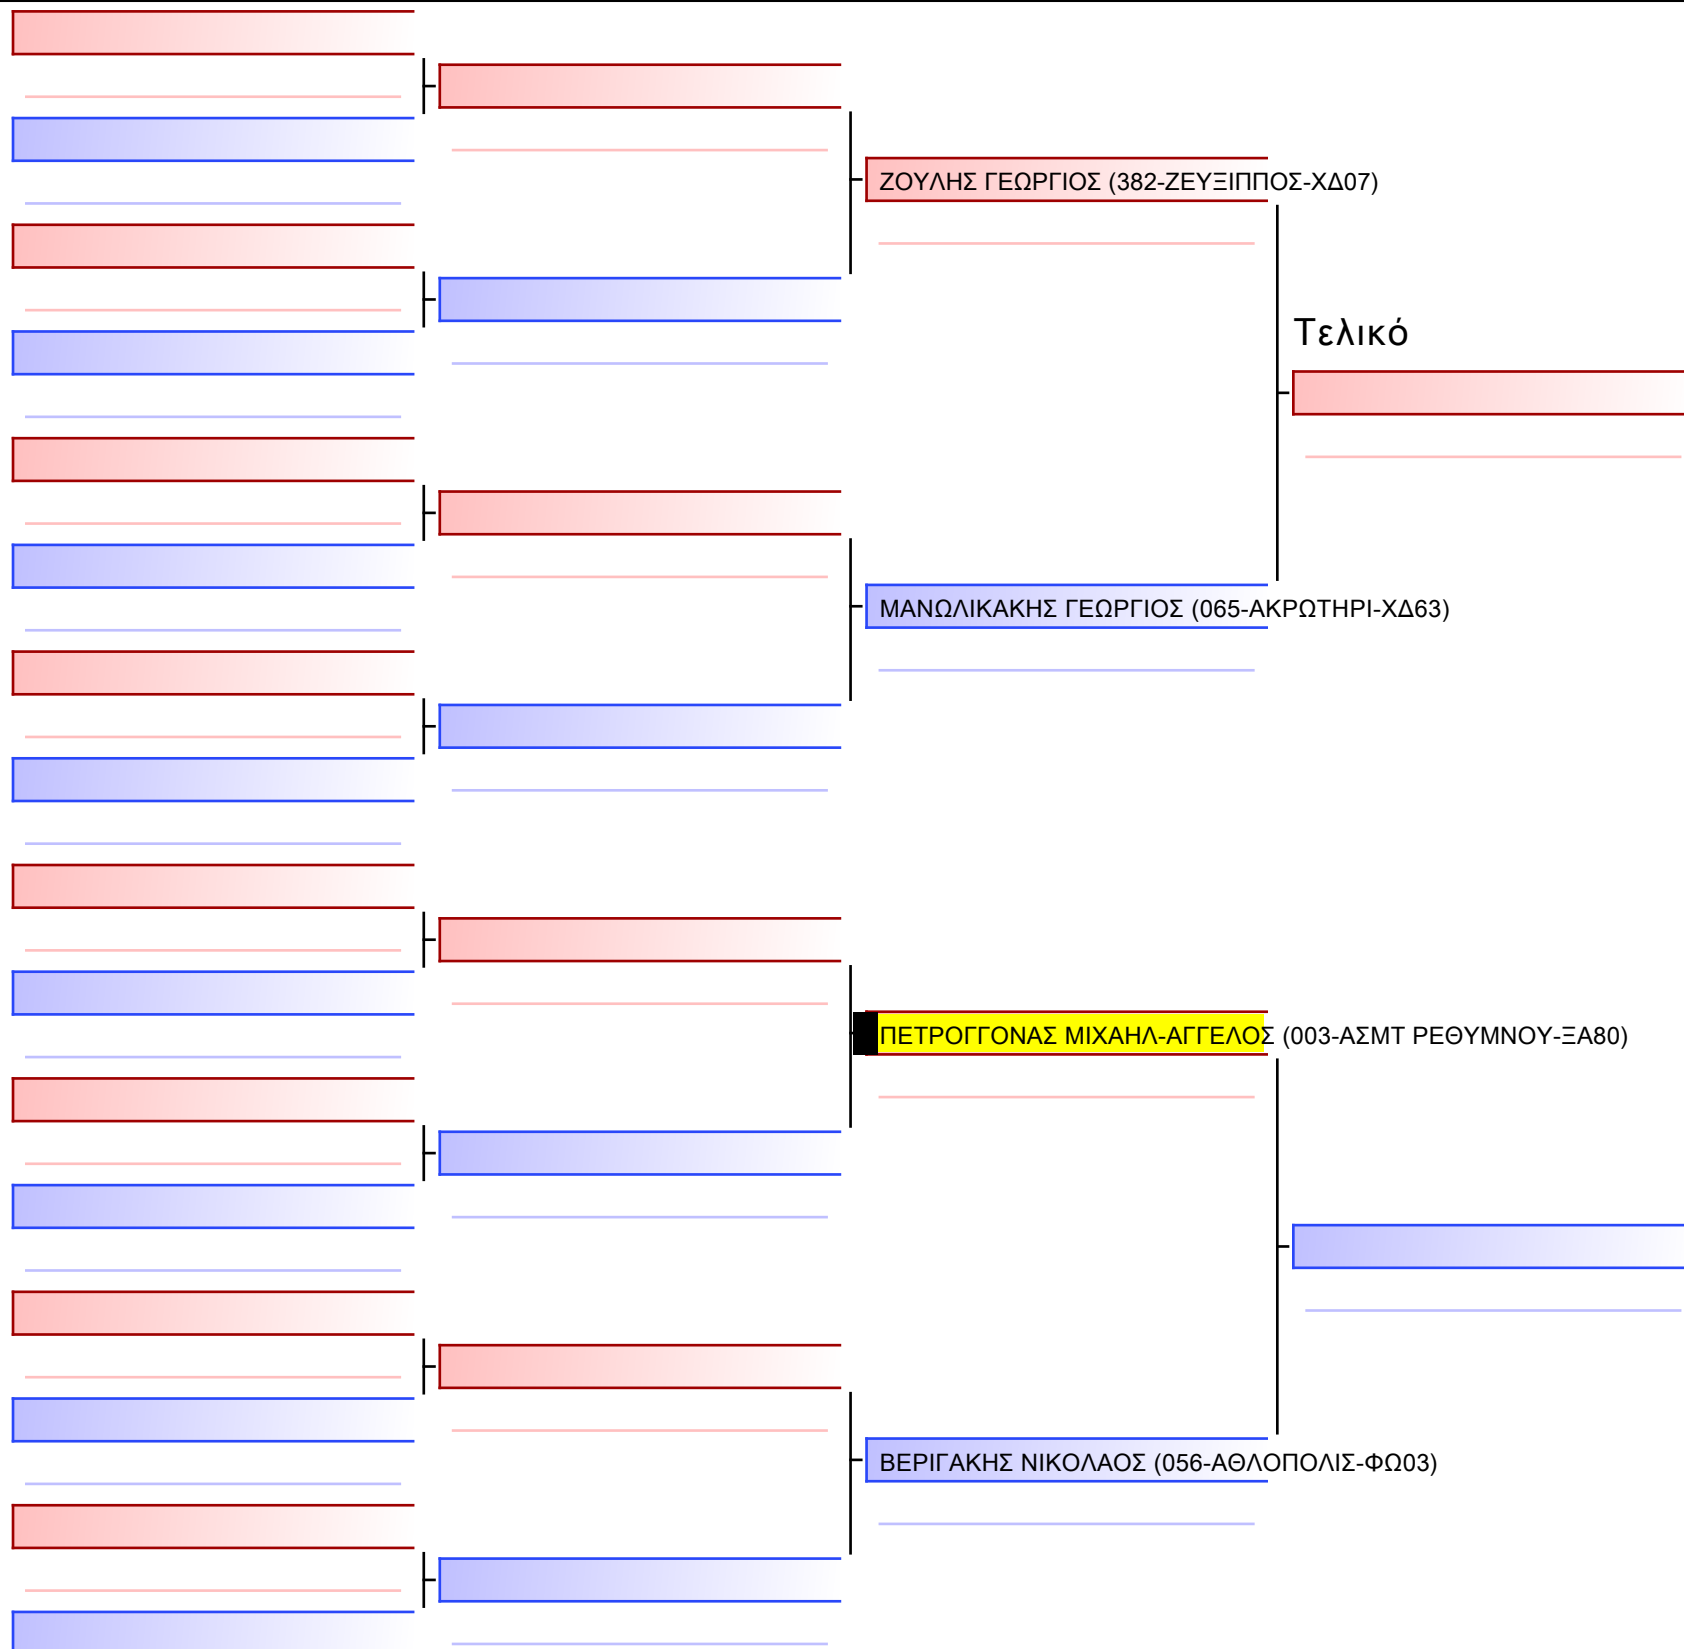 ΖΟΥΛΗΣ ΓΕΩΡΓΙΟΣ (382-ΖΕΥΞΙΠΠΟΣ-ΧΔ07)
Τελικό
ΜΑΝΩΛΙΚΑΚΗΣ ΓΕΩΡΓΙΟΣ (065-ΑΚΡΩΤΗΡΙ-ΧΔ63)
ΠΕΤΡΟΓΓΟΝΑΣ ΜΙΧΑΗΛ-ΑΓΓΕΛΟΣ (003-ΑΣΜΤ ΡΕΘΥΜΝΟΥ-ΞΑ80)
ΒΕΡΙΓΑΚΗΣ ΝΙΚΟΛΑΟΣ (056-ΑΘΛΟΠΟΛΙΣ-ΦΩ03)